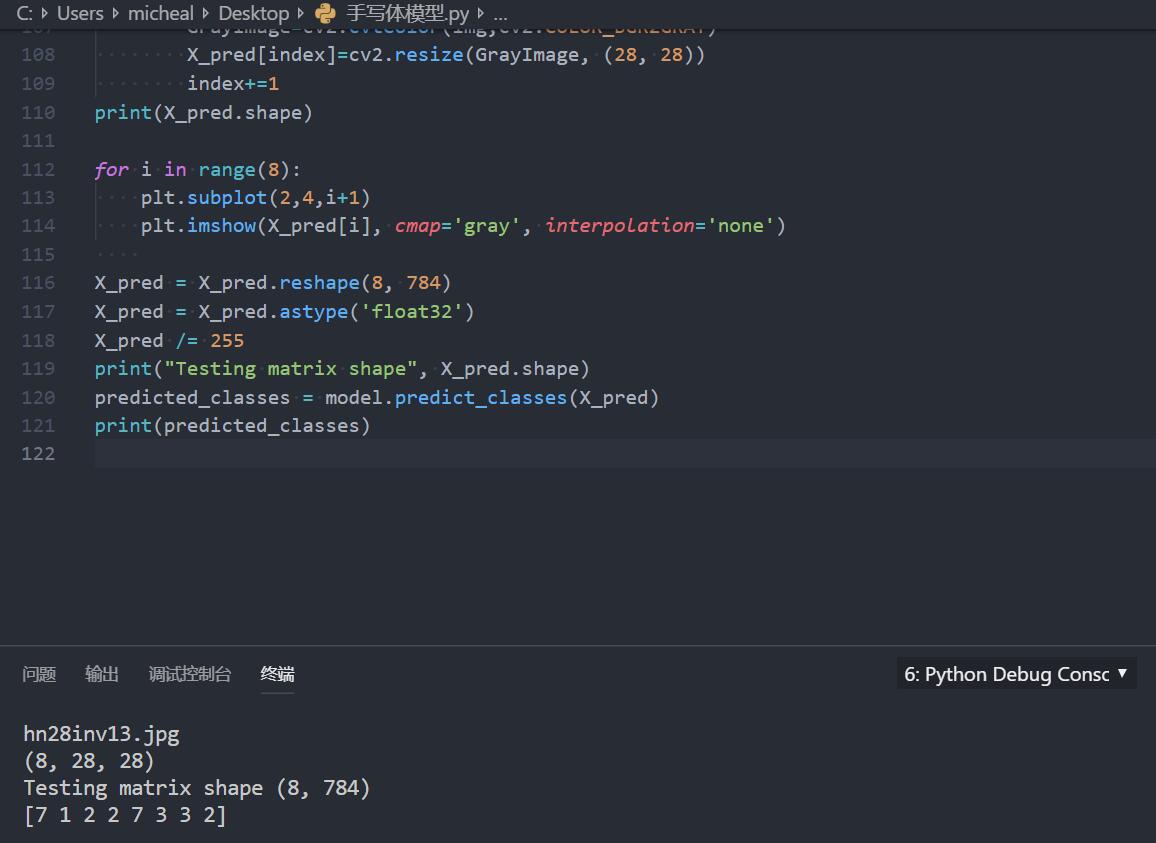 C: › Users › micheal › Desktop › 手写体模型.py › ...
108 X_pred[index]=cv2.resize(GrayImage, (28, 28))
109 index+=1
110 print(X_pred.shape)
111
112 for i in range(8):
113 plt.subplot(2,4,i+1)
114 plt.imshow(X_pred[i], cmap='gray', interpolation='none')
115
116 X_pred = X_pred.reshape(8, 784)
117 X_pred = X_pred.astype('float32')
118 X_pred /= 255
119 print("Testing matrix shape", X_pred.shape)
120 predicted_classes = model.predict_classes(X_pred)
121 print(predicted_classes)
122
问题 输出 调试控制台 终端 6: Python Debug Consc
hn28inv13.jpg
(8, 28, 28)
Testing matrix shape (8, 784)
[7 1 2 2 7 3 3 2]